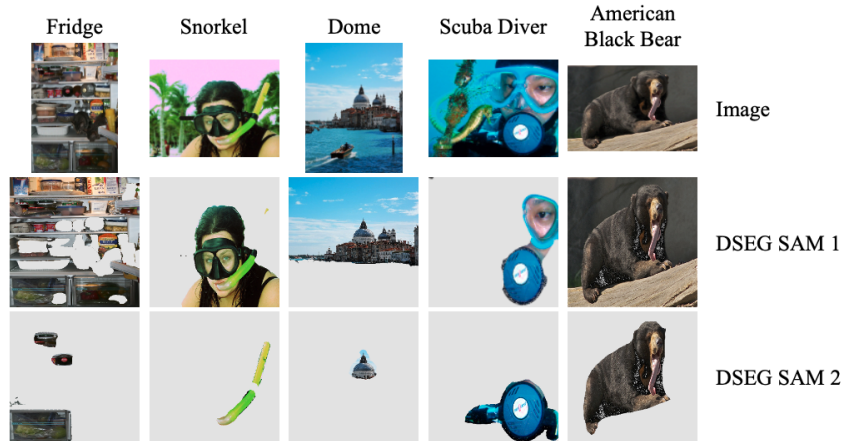 Fridge
Snorkel
Dome
Scuba Diver
American
Black Bear
Image
DSEG SAM 1
DSEG SAM 2